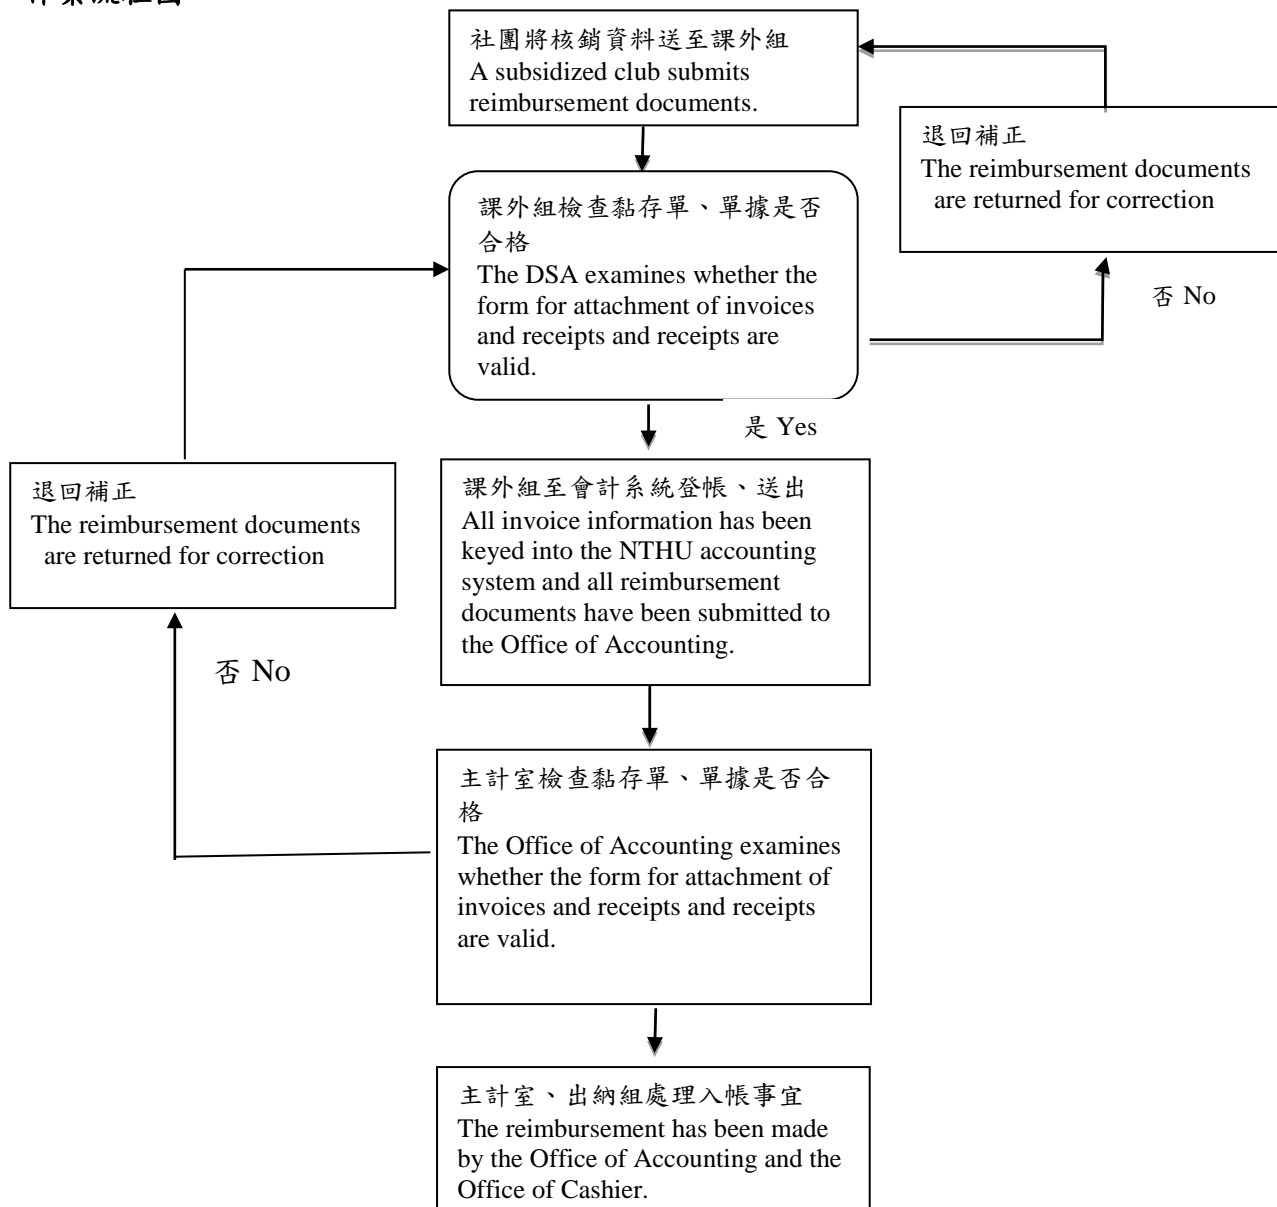 社團將核銷資料送至課外組
A subsidized club submits
reimbursement documents.
退回補正
The reimbursement documents
are returned for correction
課外組檢查黏存單、單據是否
合格
The DSA examines whether the
form for attachment of invoices
and receipts and receipts are
valid.
否 No
是 Yes
退回補正
The reimbursement documents
are returned for correction
課外組至會計系統登帳、送出
All invoice information has been
keyed into the NTHU accounting
system and all reimbursement
documents have been submitted to
the Office of Accounting.
否 No
主計室檢查黏存單、單據是否合
格
The Office of Accounting examines
whether the form for attachment of
invoices and receipts and receipts
are valid.
主計室、出納組處理入帳事宜
The reimbursement has been made
by the Office of Accounting and the
Office of Cashier.